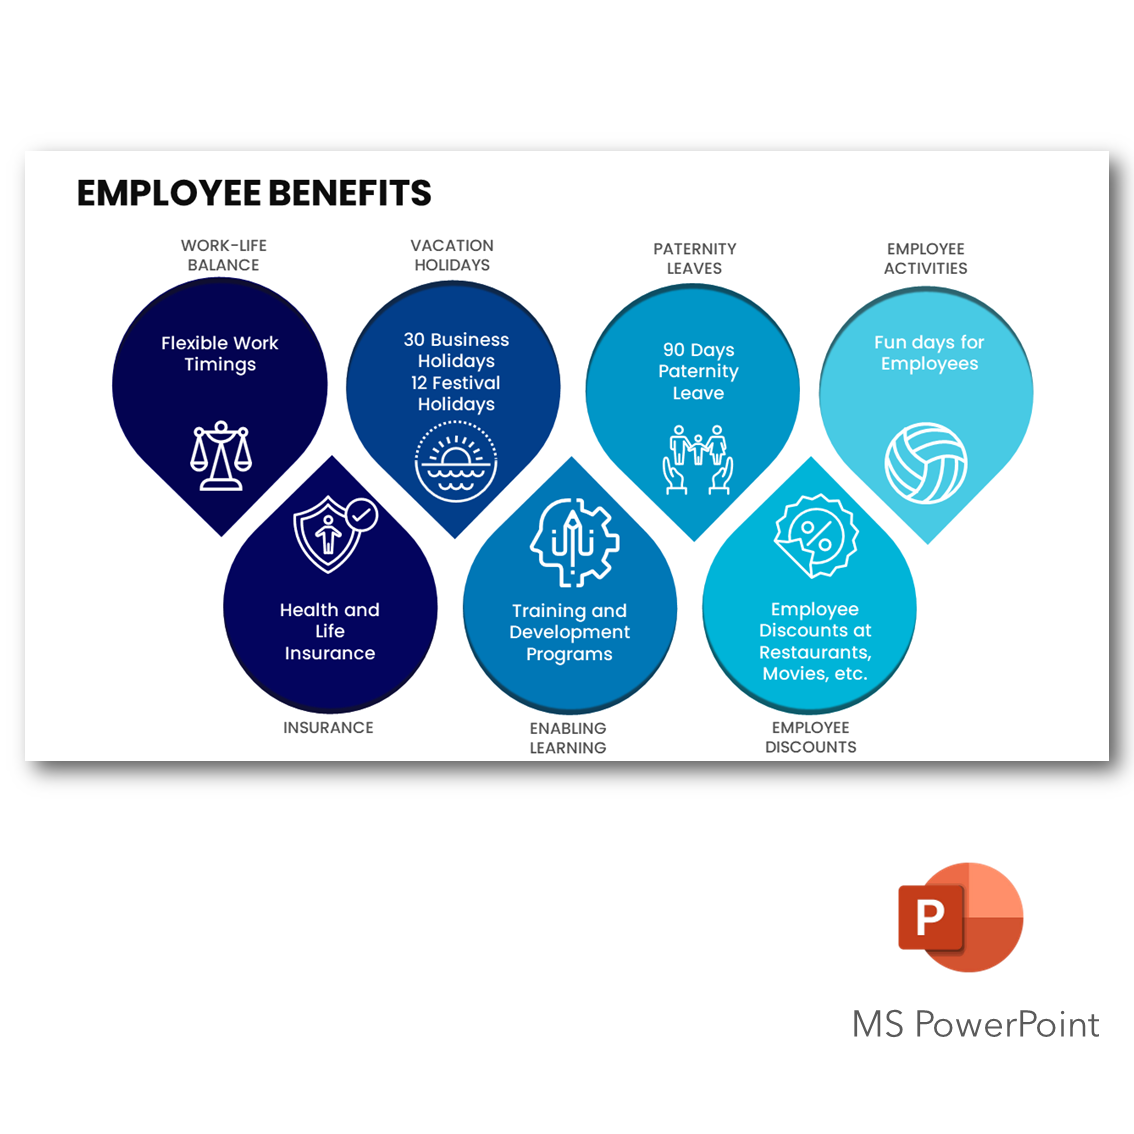 EMPLOYEE BENEFITS
WORK-LIFE
BALANCE
Flexible Work
Timings
VACATION
HOLIDAYS
30 Business
Holidays
12 Festival
Holidays
PATERNITY
LEAVES
90 Days
Paternity
Leave
EMPLOYEE
ACTIVITIES
Fun days for
Employees
Health and
Life
Insurance
INSURANCE
Training and
Development
Programs
ENABLING
LEARNING
%
Employee
Discounts at
Restaurants,
Movies, etc.
EMPLOYEE
DISCOUNTS
P
MS PowerPoint